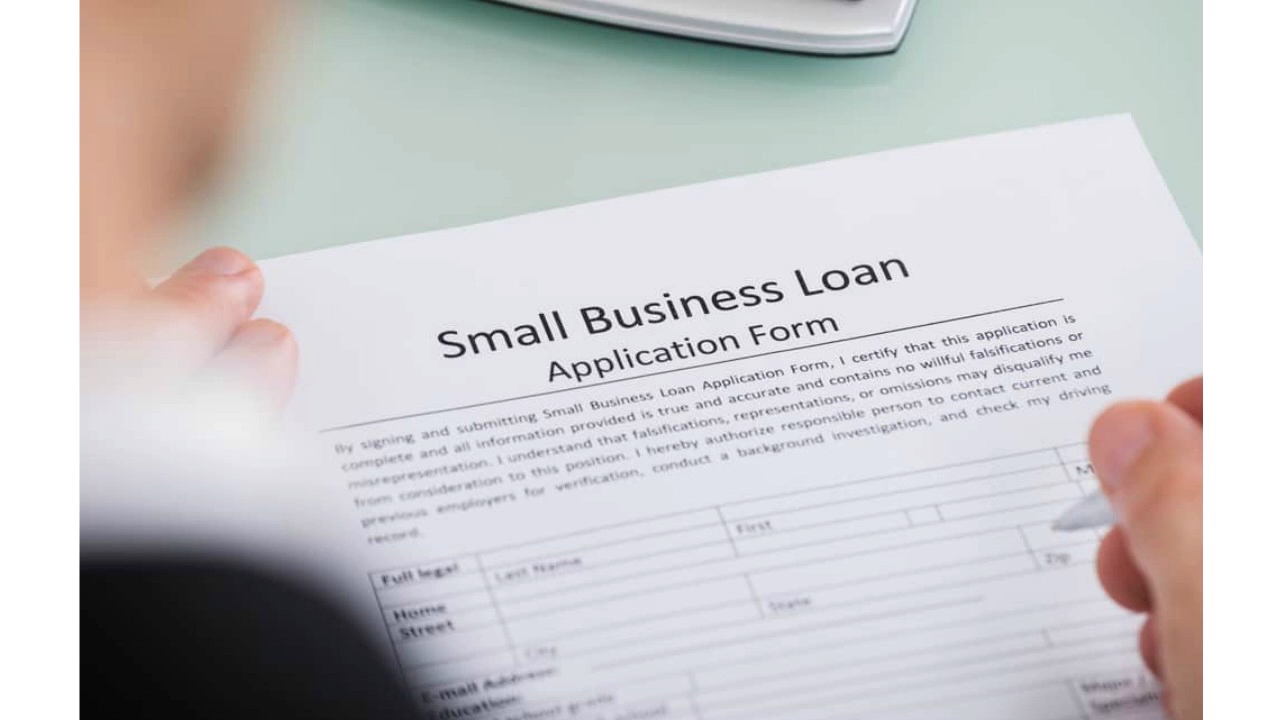 Small Business Loan
Application Form
By signing and submitting Small Business Loan Application Form, I certify that this application is
complete and all information provided is true and accurate and contains no willful falsifications or
misrepresentation. I understand that falsifications, representations, or omissions may disqualify me
from consideration to this position. I hereby authorize responsible person to contact current and
previous employers for verification, conduct a background investigation, and check my driving
record.
Full legal
Last Name
First
M
Home
Street
City
State
Zip
E-mail Address:
Education: